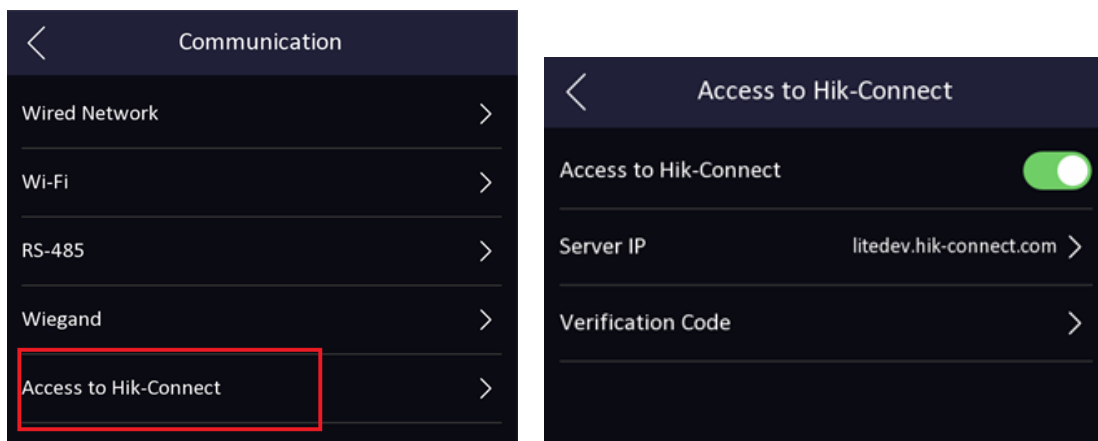 Communication
Wired Network
Wi-Fi
RS-485
Wiegand
Access to Hik-Connect
Access to Hik-Connect
Access to Hik-Connect
Server IP litedev.hik-connect.com
Verification Code